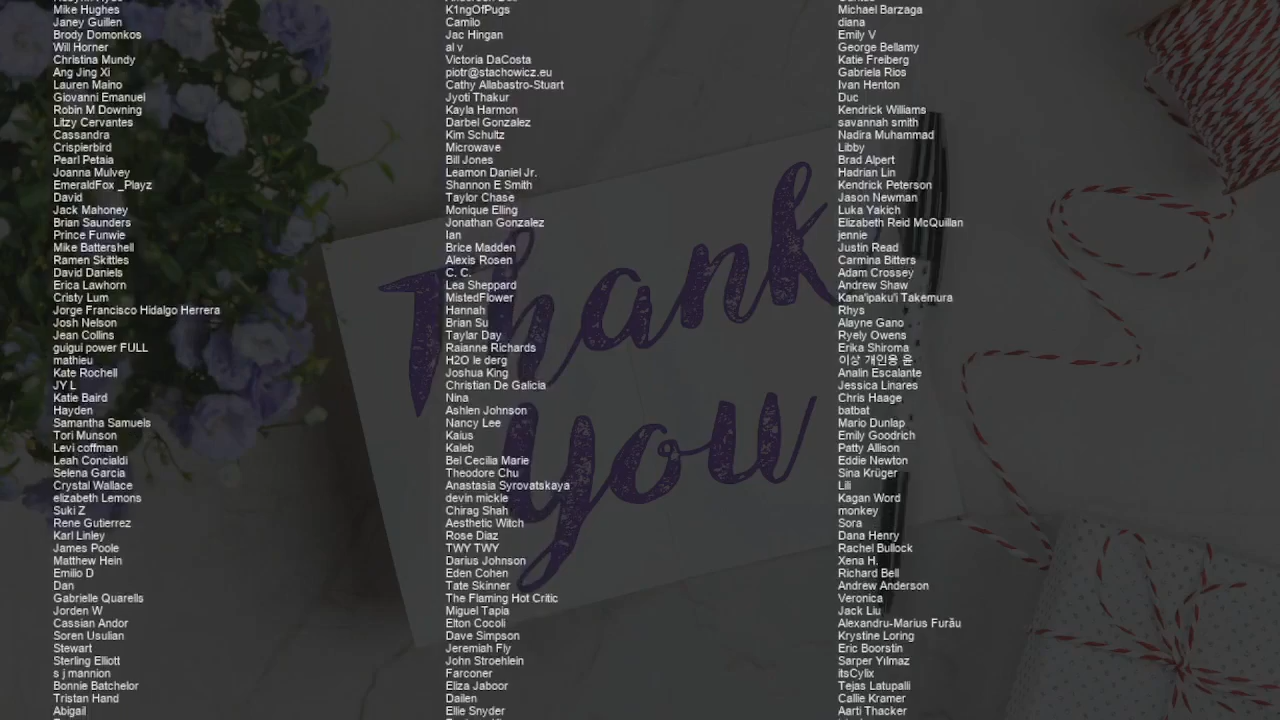 Mike Hughes
Janey Guillen
Brody Domonkos
Will Horner
Christina Mundy
Ang Jing Xi
Lauren Maino
Giovanni Emanuel
Robin M Downing
Litzy Cervantes
Cassandra
Crispierbird
Pearl Petaia
Joanna Mulvey
EmeraldFox _Playz
David
Jack Mahoney
Brian Saunders
Prince Funwie
Mike Battershell
Ramen Skittles
David Daniels
Erica Lawhorn
Cristy Lum
Jorge Francisco Hidalgo Herrera
Josh Nelson
Jean Collins
guigui power FULL
mathieu
Kate Rochell
JY L
Katie Baird
Hayden
Samantha Samuels
Tori Munson
Levi coffman
Leah Concialdi
Selena Garcia
Crystal Wallace
elizabeth Lemons
Suki Z
Rene Gutierrez
Karl Linley
James Poole
Matthew Hein
Emilio D
Dan
Gabrielle Quarells
Jorden W
Cassian Andor
Soren Usulian
Stewart
Sterling Elliott
s j mannion
Bonnie Batchelor
Tristan Hand
Abigail
K1ngOfPugs
Camilo
Jac Hingan
al v
Victoria DaCosta
piotr@stachowicz.eu
Cathy Allabastro-Stuart
Jyoti Thakur
Kayla Harmon
Darbel Gonzalez
Kim Schultz
Microwave
Bill Jones
Leamon Daniel Jr.
Shannon E Smith
Taylor Chase
Monique Elling
Jonathan Gonzalez
Ian
Brice Madden
Alexis Rosen
C. C.
Lea Sheppard
MistedFlower
Hannah
Brian Su
Taylar Day
Raianne Richards
H2O le derg
Joshua King
Christian De Galicia
Nina
Ashlen Johnson
Nancy Lee
Kaius
Kaleb
Bel Cecilia Marie
Theodore Chu
Anastasia Syrovatskaya
devin mickle
Chirag Shah
Aesthetic Witch
Rose Diaz
TWY TWY
Darius Johnson
Eden Cohen
Tate Skinner
The Flaming Hot Critic
Miguel Tapia
Elton Cocoli
Dave Simpson
Jeremiah Fly
John Stroehlein
Farconer
Eliza Jaboor
Dailen
Ellie Snyder
Michael Barzaga
diana
Emily V
George Bellamy
Katie Freiberg
Gabriela Rios
Ivan Henton
Duc
Kendrick Williams
savannah smith
Nadira Muhammad
Libby
Brad Alpert
Hadrian Lin
Kendrick Peterson
Jason Newman
Luka Yakich
Elizabeth Reid McQuillan
jennie
Justin Read
Carmina Bitters
Adam Crossey
Andrew Shaw
Kana'ipaku'i Takemura
Rhys
Alayne Gano
Ryely Owens
Erika Shiroma
이상 개인용 윤
Analin Escalante
Jessica Linares
Chris Haage
batbat
Mario Dunlap
Emily Goodrich
Patty Allison
Eddie Newton
Sina Krüger
Lili
Kagan Word
monkey
Sora
Dana Henry
Rachel Bullock
Xena H.
Richard Bell
Andrew Anderson
Veronica
Jack Liu
Alexandru-Marius Furău
Krystine Loring
Eric Boorstin
Sarper Yılmaz
itsCylix
Tejas Latupalli
Callie Kramer
Aarti Thacker
Thank
you